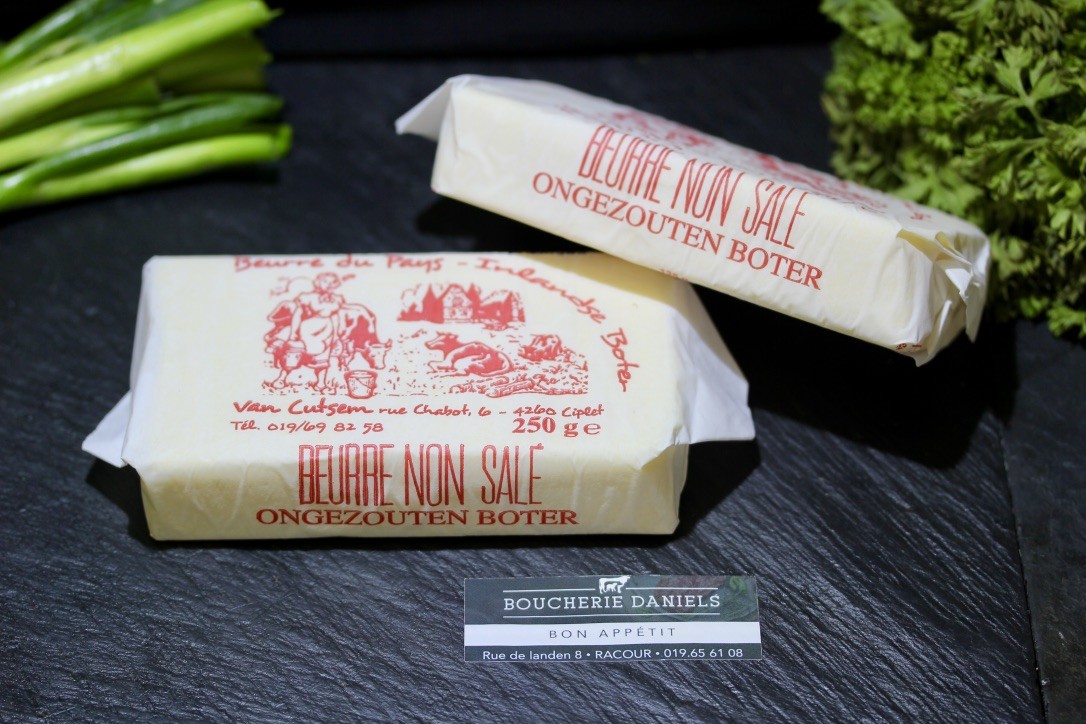 BEURRE NON SALÉ
ONGEZOUTEN BOTER
Beurre du Pays - Inlandse Boter
Van Cutsem rue Chabot, 6 - 4260 Ciplet
Tél. 019/69 82 58
250 g e
BEURRE NON SALÉ
ONGEZOUTEN BOTER
BOUCHERIE DANIELS
BON APPÉTIT
Rue de landen 8 • RACOUR • 019.65 61 08